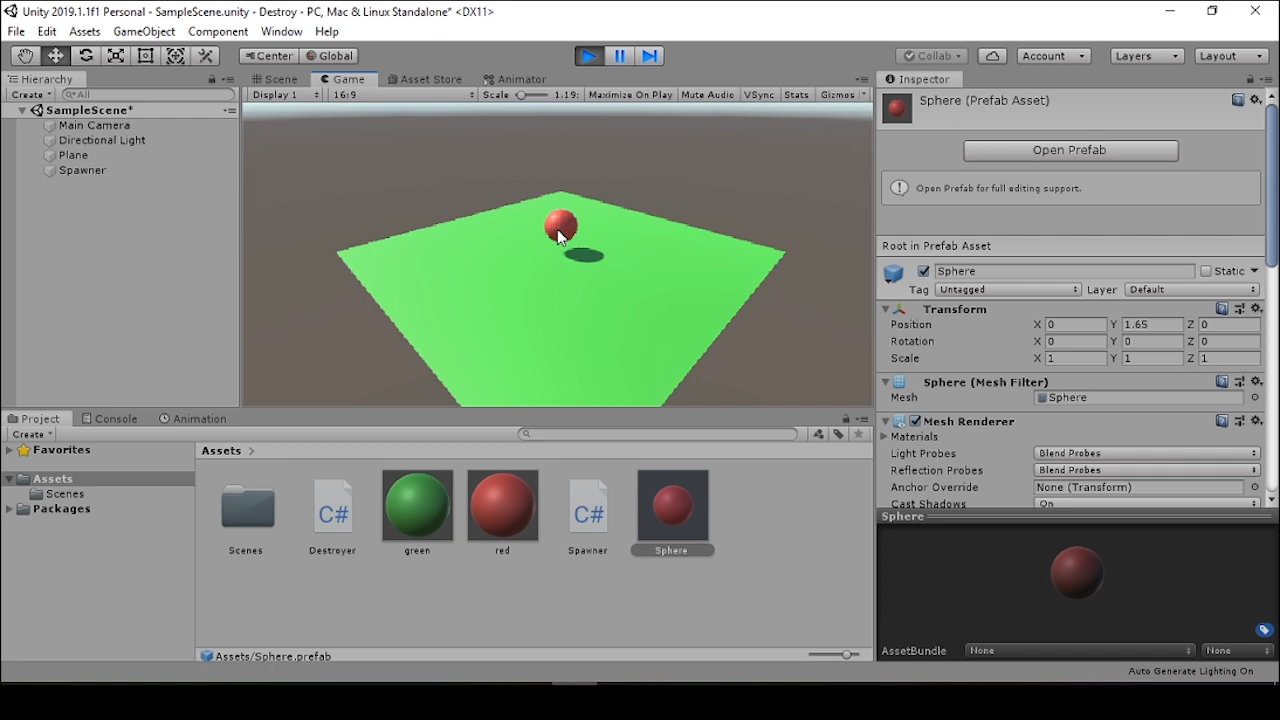 Unity 2019.1.1f1 Personal - SampleScene.unity - Destroy - PC, Mac & Linux Standalone* <DX11>
File Edit Assets GameObject Component Window Help
Center Global Collab Account Layers Layout
Hierarchy
Create All
SampleScene*
Main Camera
Directional Light
Plane
Spawner
Scene Game Asset Store Animator
Display 1 16:9 Scale 1.19: Maximize On Play Mute Audio VSync Stats Gizmos
Inspector
Sphere (Prefab Asset)
Open Prefab
Open Prefab for full editing support.
Root in Prefab Asset
Sphere Static
Tag Untagged Layer Default
Transform
Position X 0 Y 1.65 Z 0
Rotation X 0 Y 0 Z 0
Scale X 1 Y 1 Z 1
Sphere (Mesh Filter)
Mesh Sphere
Mesh Renderer
Materials
Light Probes Blend Probes
Reflection Probes Blend Probes
Anchor Override None (Transform)
Cast Shadows On
Project Console Animation
Create
Favorites
Assets
Scenes
Packages
Assets >
C# C#
Scenes Destroyer green red Spawner Sphere
Assets/Sphere.prefab
Sphere
AssetBundle None None
Auto Generate Lighting On